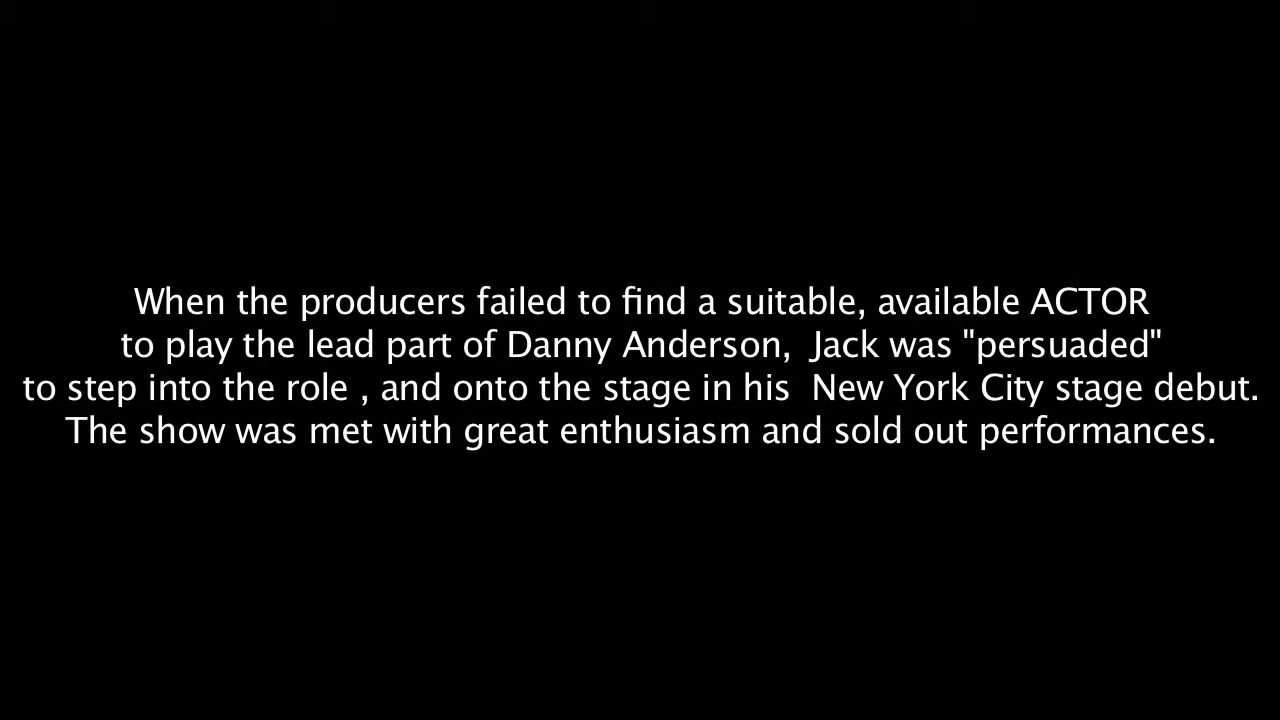 When the producers failed to find a suitable, available ACTOR
to play the lead part of Danny Anderson,  Jack was "persuaded"
to step into the role , and onto the stage in his  New York City stage debut.
The show was met with great enthusiasm and sold out performances.